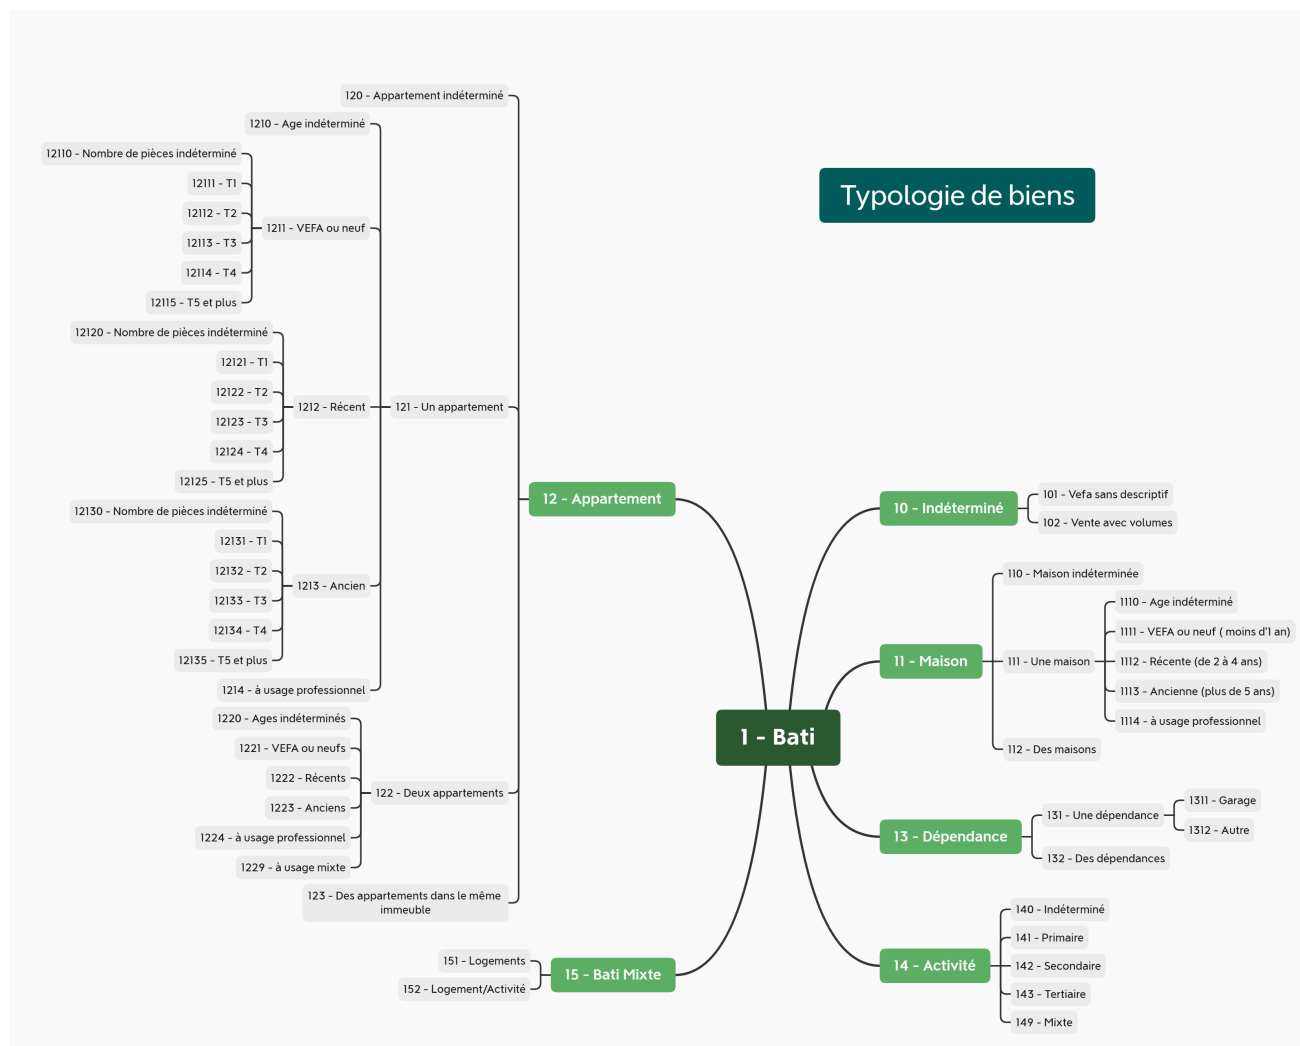 Typologie de biens
1 - Bati
12 - Appartement
120 - Appartement indéterminé
121 - Un appartement
1210 - Age indéterminé
1211 - VEFA ou neuf
12110 - Nombre de pièces indéterminé
12111 - T1
12112 - T2
12113 - T3
12114 - T4
12115 - T5 et plus
1212 - Récent
12120 - Nombre de pièces indéterminé
12121 - T1
12122 - T2
12123 - T3
12124 - T4
12125 - T5 et plus
1213 - Ancien
12130 - Nombre de pièces indéterminé
12131 - T1
12132 - T2
12133 - T3
12134 - T4
12135 - T5 et plus
1214 - à usage professionnel
122 - Deux appartements
1220 - Ages indéterminés
1221 - VEFA ou neufs
1222 - Récents
1223 - Anciens
1224 - à usage professionnel
1229 - à usage mixte
123 - Des appartements dans le même
immeuble
15 - Bati Mixte
151 - Logements
152 - Logement/Activité
10 - Indéterminé
101 - Vefa sans descriptif
102 - Vente avec volumes
11 - Maison
110 - Maison indéterminée
111 - Une maison
1110 - Age indéterminé
1111 - VEFA ou neuf ( moins d'1 an)
1112 - Récente (de 2 à 4 ans)
1113 - Ancienne (plus de 5 ans)
1114 - à usage professionnel
112 - Des maisons
13 - Dépendance
131 - Une dépendance
1311 - Garage
1312 - Autre
132 - Des dépendances
14 - Activité
140 - Indéterminé
141 - Primaire
142 - Secondaire
143 - Tertiaire
149 - Mixte